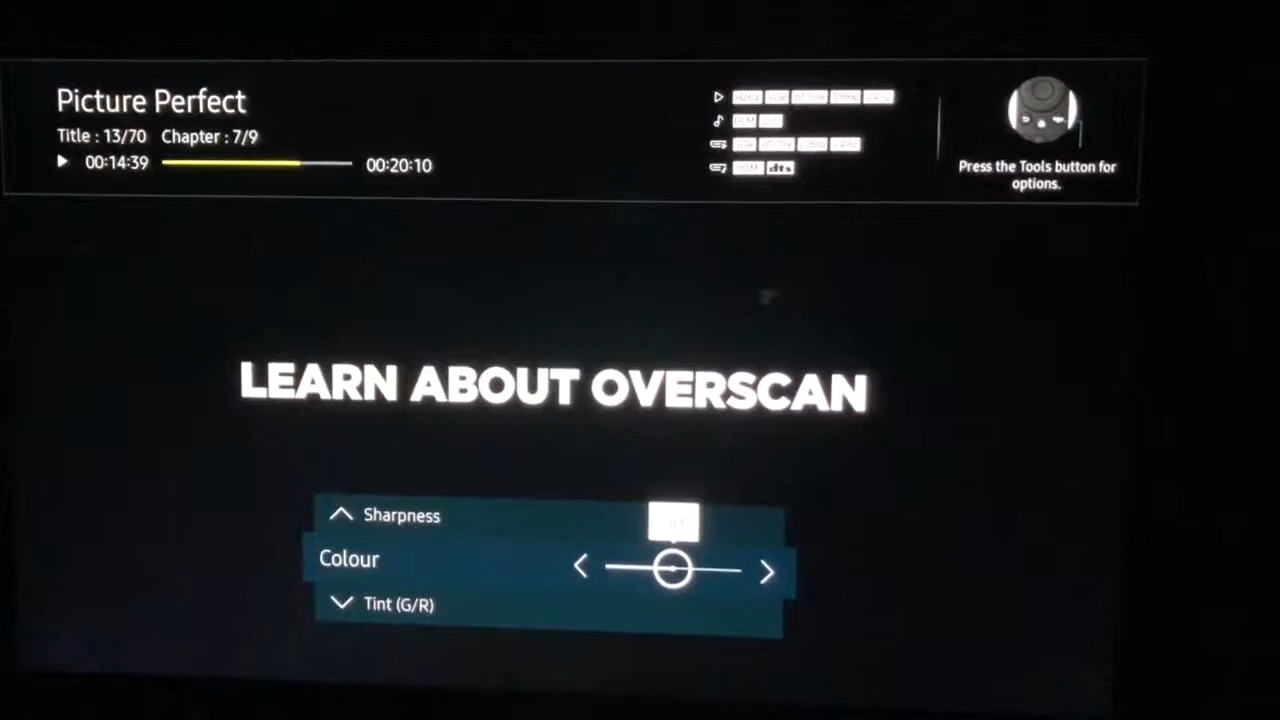 Picture Perfect
Title : 13/70 Chapter : 7/9
00:14:39
00:20:10
dts
Press the Tools button for
options.
LEARN ABOUT OVERSCAN
Sharpness
Colour
Tint (G/R)